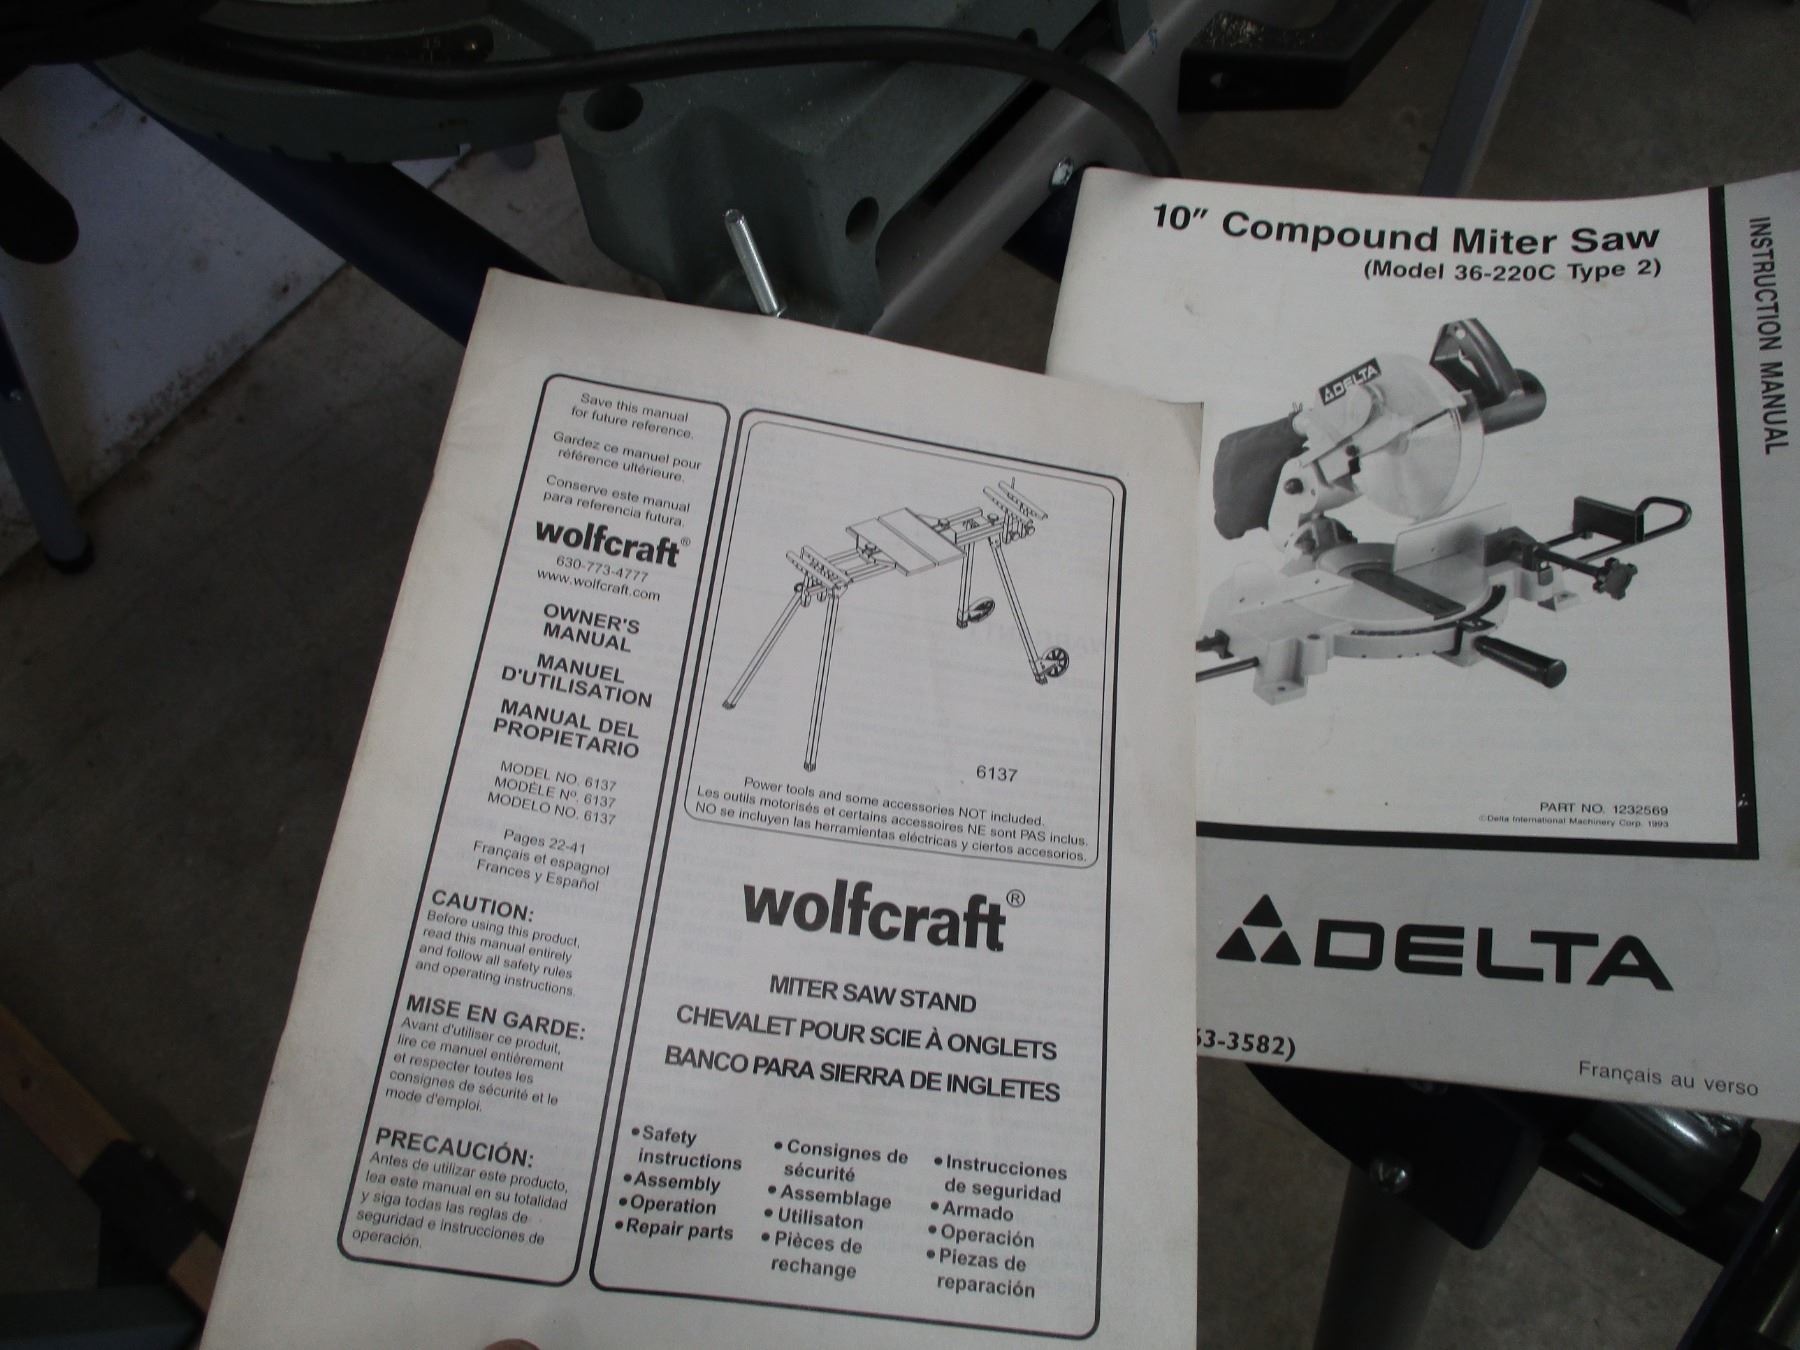 Save this manual
for future reference.
Gardez ce manuel pour
référence ultérieure.
Conserve este manual
para referencia futura.
wolfcraft®
630-773-4777
www.wolfcraft.com
OWNER'S
MANUAL
MANUEL
D'UTILISATION
MANUAL DEL
PROPIETARIO
MODEL NO. 6137
MODÈLE Nº. 6137
MODELO NO. 6137
Pages 22-41
Français et espagnol
Frances y Español
CAUTION:
Before using this product,
read this manual entirely
and follow all safety rules
and operating instructions.
MISE EN GARDE:
Avant d'utiliser ce produit,
lire ce manuel entièrement
et respecter toutes les
consignes de sécurité et le
mode d'emploi.
PRECAUCIÓN:
Antes de utilizar este producto,
lea este manual en su totalidad
y siga todas las reglas de
seguridad e instrucciones de
operación.
6137
Power tools and some accessories NOT included.
Les outils motorisés et certains accessoires NE sont PAS inclus.
NO se incluyen las herramientas eléctricas y ciertos accesorios.
wolfcraft®
MITER SAW STAND
CHEVALET POUR SCIE À ONGLETS
BANCO PARA SIERRA DE INGLETES
• Safety
instructions
• Assembly
• Operation
• Repair parts
• Consignes de
sécurité
• Assemblage
• Utilisaton
• Pièces de
rechange
• Instrucciones
de seguridad
• Armado
• Operación
• Piezas de
reparación
10" Compound Miter Saw
(Model 36-220C Type 2)
DELTA
PART NO. 1232569
©Delta International Machinery Corp. 1993
INSTRUCTION MANUAL
DELTA
53-3582)
Français au verso